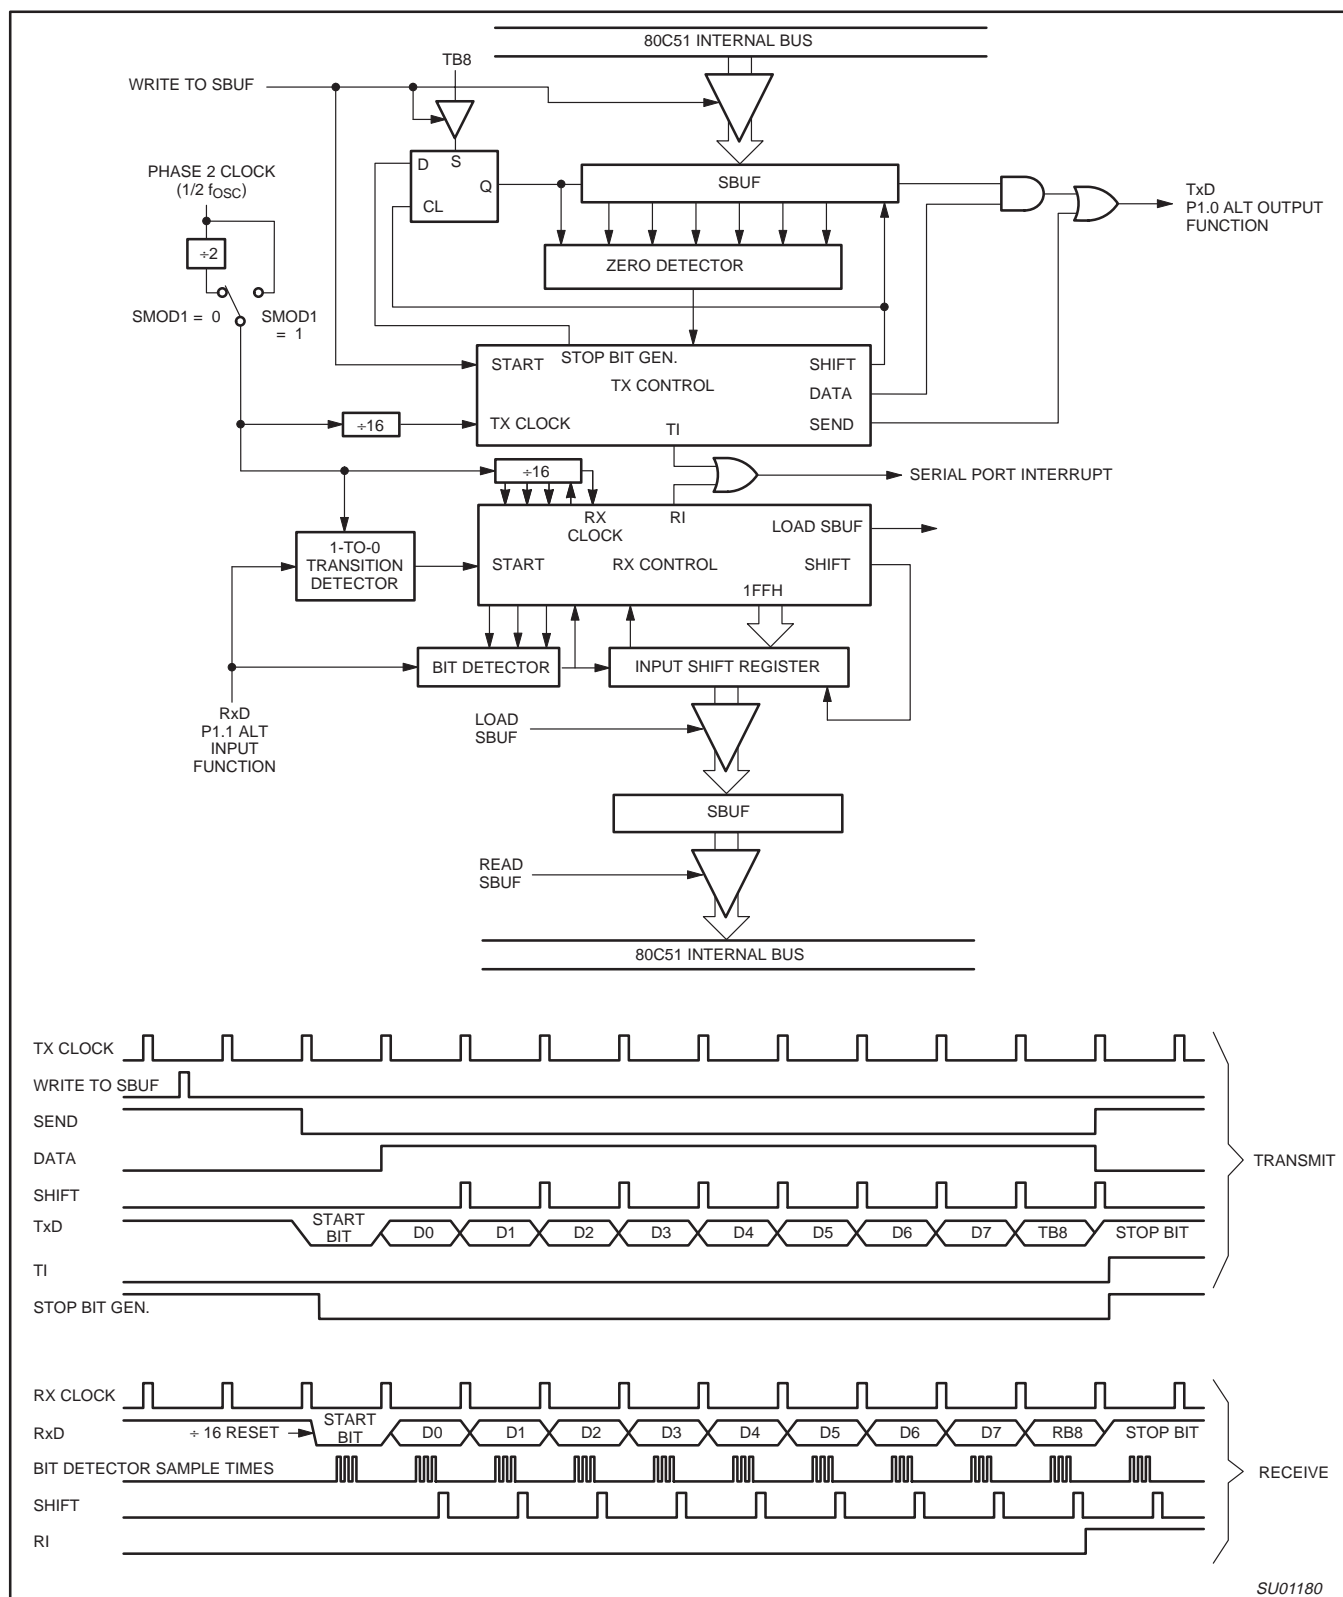 80C51 INTERNAL BUS
TB8
WRITE TO SBUF
D
S
Q
CL
SBUF
PHASE 2 CLOCK
(1/2 fOSC)
TxD
P1.0 ALT OUTPUT
FUNCTION
÷2
ZERO DETECTOR
SMOD1 = 0
SMOD1
= 1
START
STOP BIT GEN.
SHIFT
TX CONTROL
DATA
TX CLOCK
TI
SEND
÷16
÷16
SERIAL PORT INTERRUPT
RX
CLOCK
RI
LOAD SBUF
1-TO-0
TRANSITION
DETECTOR
START
RX CONTROL
SHIFT
1FFH
BIT DETECTOR
INPUT SHIFT REGISTER
RxD
P1.1 ALT
INPUT
FUNCTION
LOAD
SBUF
SBUF
READ
SBUF
80C51 INTERNAL BUS
TX CLOCK
WRITE TO SBUF
SEND
DATA
TRANSMIT
SHIFT
TxD
START
BIT
D0
D1
D2
D3
D4
D5
D6
D7
TB8
STOP BIT
TI
STOP BIT GEN.
RX CLOCK
RxD
÷ 16 RESET
START
BIT
D0
D1
D2
D3
D4
D5
D6
D7
RB8
STOP BIT
BIT DETECTOR SAMPLE TIMES
RECEIVE
SHIFT
RI
SU01180